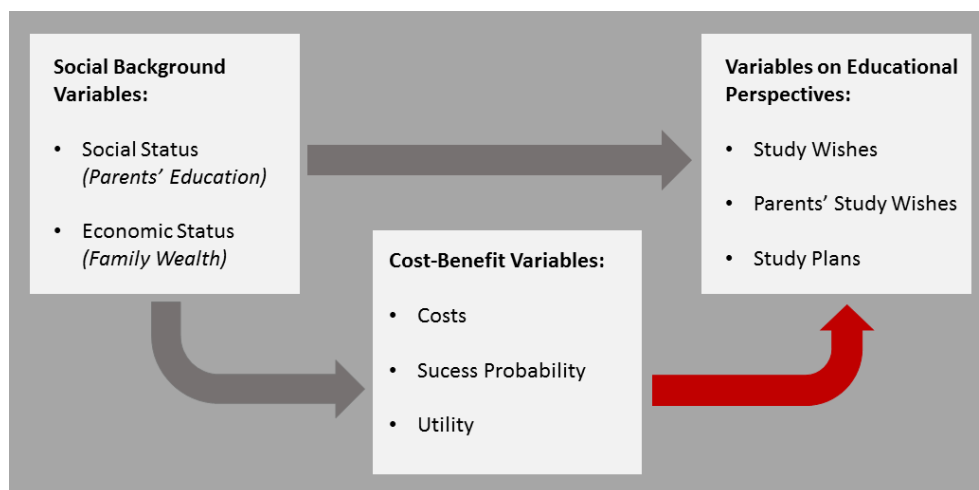 Social Background
Variables:
• Social Status
(Parents' Education)
• Economic Status
(Family Wealth)
Cost-Benefit Variables:
• Costs
• Sucess Probability
• Utility
Variables on Educational
Perspectives:
• Study Wishes
• Parents' Study Wishes
• Study Plans